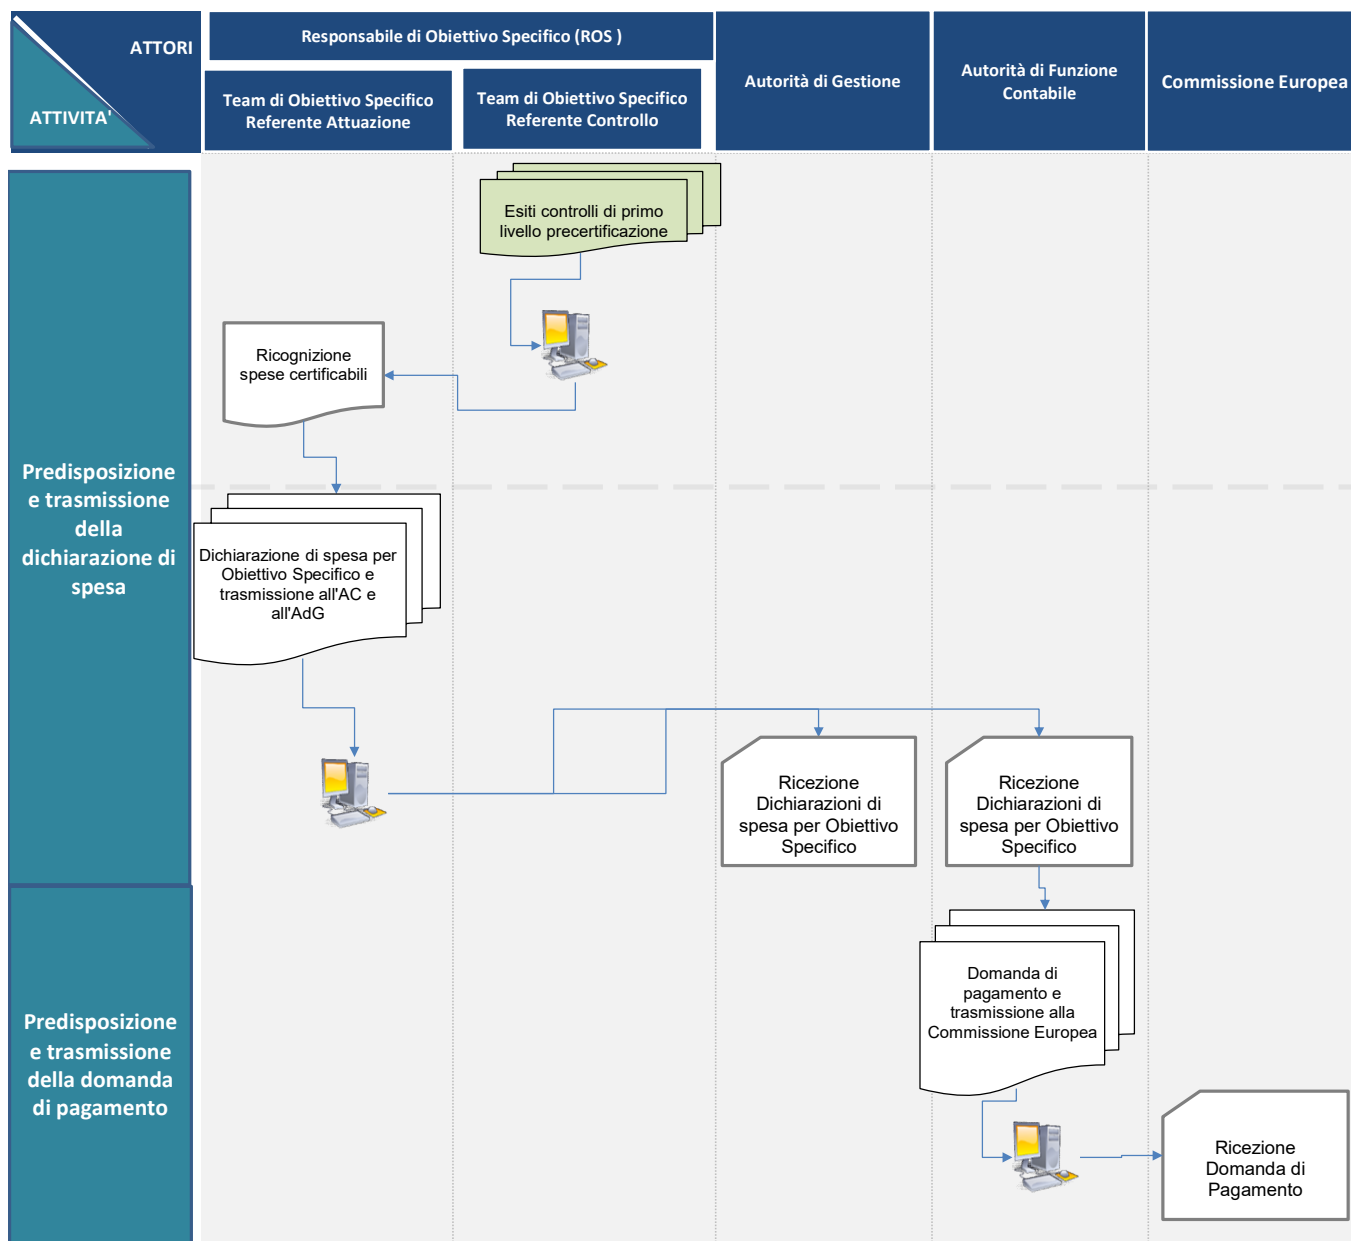 ATTORI
ATTIVITA'
Responsabile di Obiettivo Specifico (ROS )
Team di Obiettivo Specifico
Referente Attuazione
Team di Obiettivo Specifico
Referente Controllo
Autorità di Gestione
Autorità di Funzione
Contabile
Commissione Europea
Predisposizione
e trasmissione
della
dichiarazione di
spesa
Esiti controlli di primo
livello precertificazione
Ricognizione
spese certificabili
Dichiarazione di spesa per
Obiettivo Specifico e
trasmissione all'AC e
all'AdG
Ricezione
Dichiarazioni di
spesa per Obiettivo
Specifico
Ricezione
Dichiarazioni di
spesa per Obiettivo
Specifico
Predisposizione
e trasmissione
della domanda
di pagamento
Domanda di
pagamento e
trasmissione alla
Commissione Europea
Ricezione
Domanda di
Pagamento